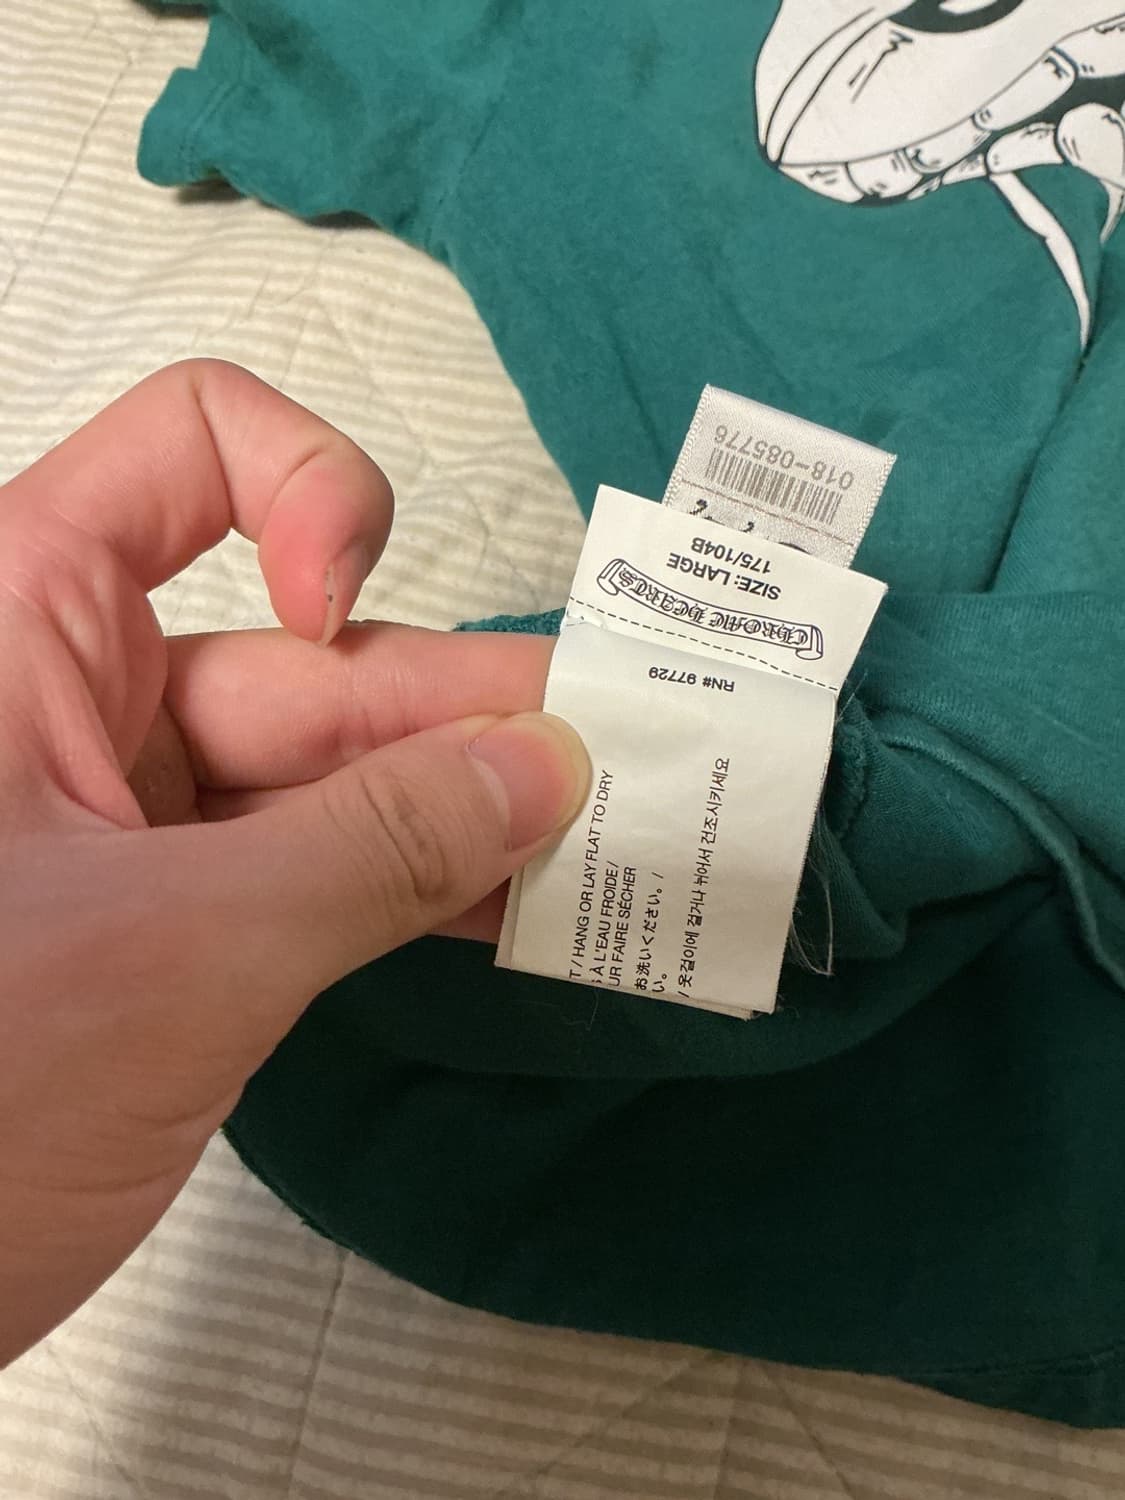 018-085776
175/104B
SIZE: LARGE
CHROME HEARTS
RN# 97729
T / HANG OR LAY FLAT TO DRY
À L'EAU FROIDE /
UR FAIRE SÉCHER
お洗いください。/
い。
/ 옷걸이에 걸거나 뉘어서 건조시키세요